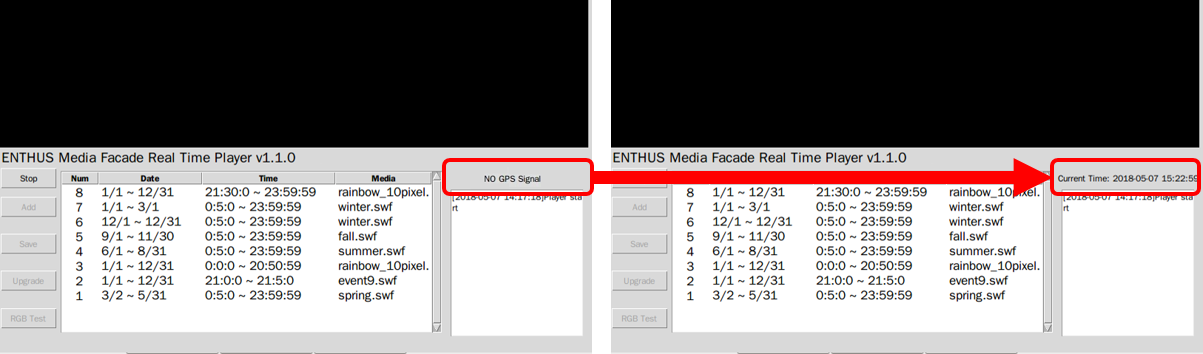 ENTHUS Media Facade Real Time Player v1.1.0
Stop
Add
Save
Upgrade
RGB Test
Num Date Time Media
8 1/1 ~ 12/31 21:30:0 ~ 23:59:59 rainbow_10pixel.
7 1/1 ~ 3/1 0:5:0 ~ 23:59:59 winter.swf
6 12/1 ~ 12/31 0:5:0 ~ 23:59:59 winter.swf
5 9/1 ~ 11/30 0:5:0 ~ 23:59:59 fall.swf
4 6/1 ~ 8/31 0:5:0 ~ 23:59:59 summer.swf
3 1/1 ~ 12/31 0:0:0 ~ 20:50:59 rainbow_10pixel.
2 1/1 ~ 12/31 21:0:0 ~ 21:5:0 event9.swf
1 3/2 ~ 5/31 0:5:0 ~ 23:59:59 spring.swf
NO GPS Signal
[2018-05-07 14:17:18]Player sta
rt
ENTHUS Media Facade Real Time Player v1.1.0
Add
Save
Upgrade
RGB Test
8 1/1 ~ 12/31 21:30:0 ~ 23:59:59 rainbow_10pixel.
7 1/1 ~ 3/1 0:5:0 ~ 23:59:59 winter.swf
6 12/1 ~ 12/31 0:5:0 ~ 23:59:59 winter.swf
5 9/1 ~ 11/30 0:5:0 ~ 23:59:59 fall.swf
4 6/1 ~ 8/31 0:5:0 ~ 23:59:59 summer.swf
3 1/1 ~ 12/31 0:0:0 ~ 20:50:59 rainbow_10pixel.
2 1/1 ~ 12/31 21:0:0 ~ 21:5:0 event9.swf
1 3/2 ~ 5/31 0:5:0 ~ 23:59:59 spring.swf
Current Time: 2018-05-07 15:22:59
[2018-05-07 14:17:18]Player sta
rt